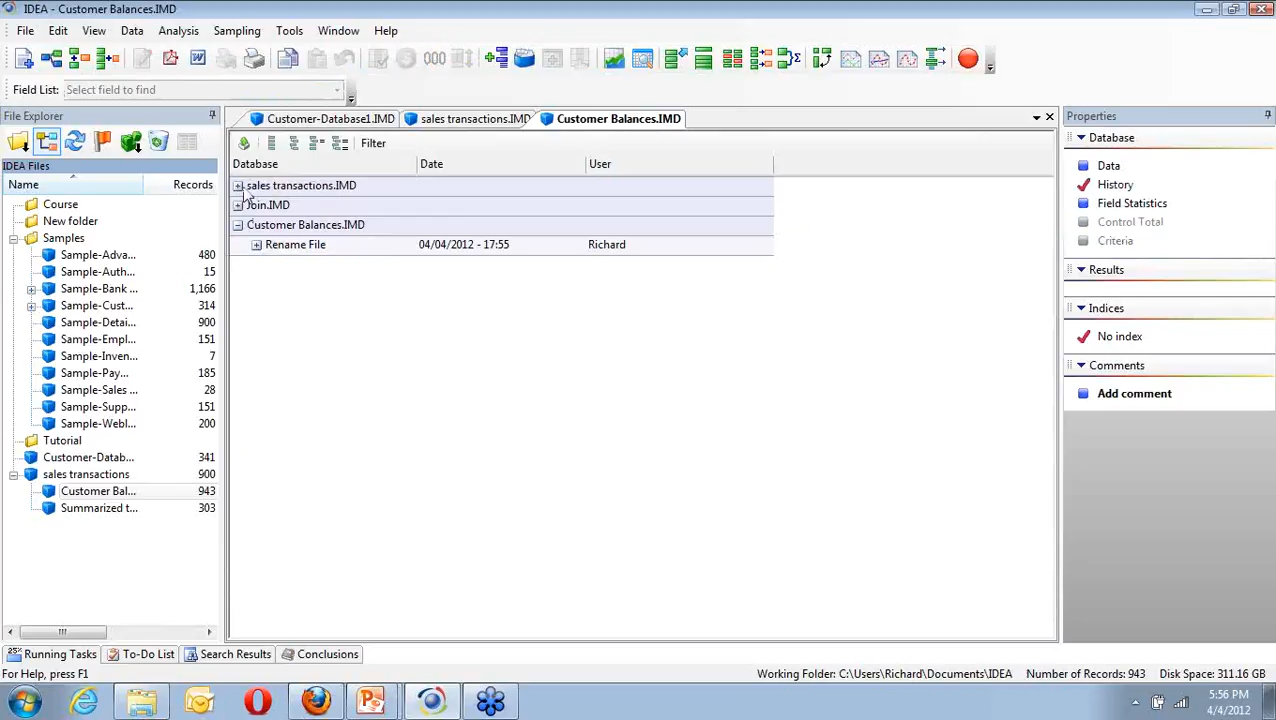 IDEA - Customer Balances.IMD
File Edit View Data Analysis Sampling Tools Window Help
Field List: Select field to find
File Explorer
IDEA Files
Name Records
Course
New folder
Samples
Sample-Adva... 480
Sample-Auth... 15
Sample-Bank ... 1,166
Sample-Cust... 314
Sample-Detai... 900
Sample-Empl... 151
Sample-Inven... 7
Sample-Pay... 185
Sample-Sales ... 28
Sample-Supp... 151
Sample-Webl... 200
Tutorial
Customer-Datab... 341
sales transactions 900
Customer Bal... 943
Summarized t... 303
Customer-Database1.IMD sales transactions.IMD Customer Balances.IMD
Filter
Database Date User
sales transactions.IMD
Join.IMD
Customer Balances.IMD
Rename File 04/04/2012 - 17:55 Richard
Properties
Database
Data
History
Field Statistics
Control Total
Criteria
Results
Indices
No index
Comments
Add comment
Running Tasks To-Do List Search Results Conclusions
For Help, press F1 Working Folder: C:\Users\Richard\Documents\IDEA Number of Records: 943 Disk Space: 311.16 GB
5:56 PM
4/4/2012